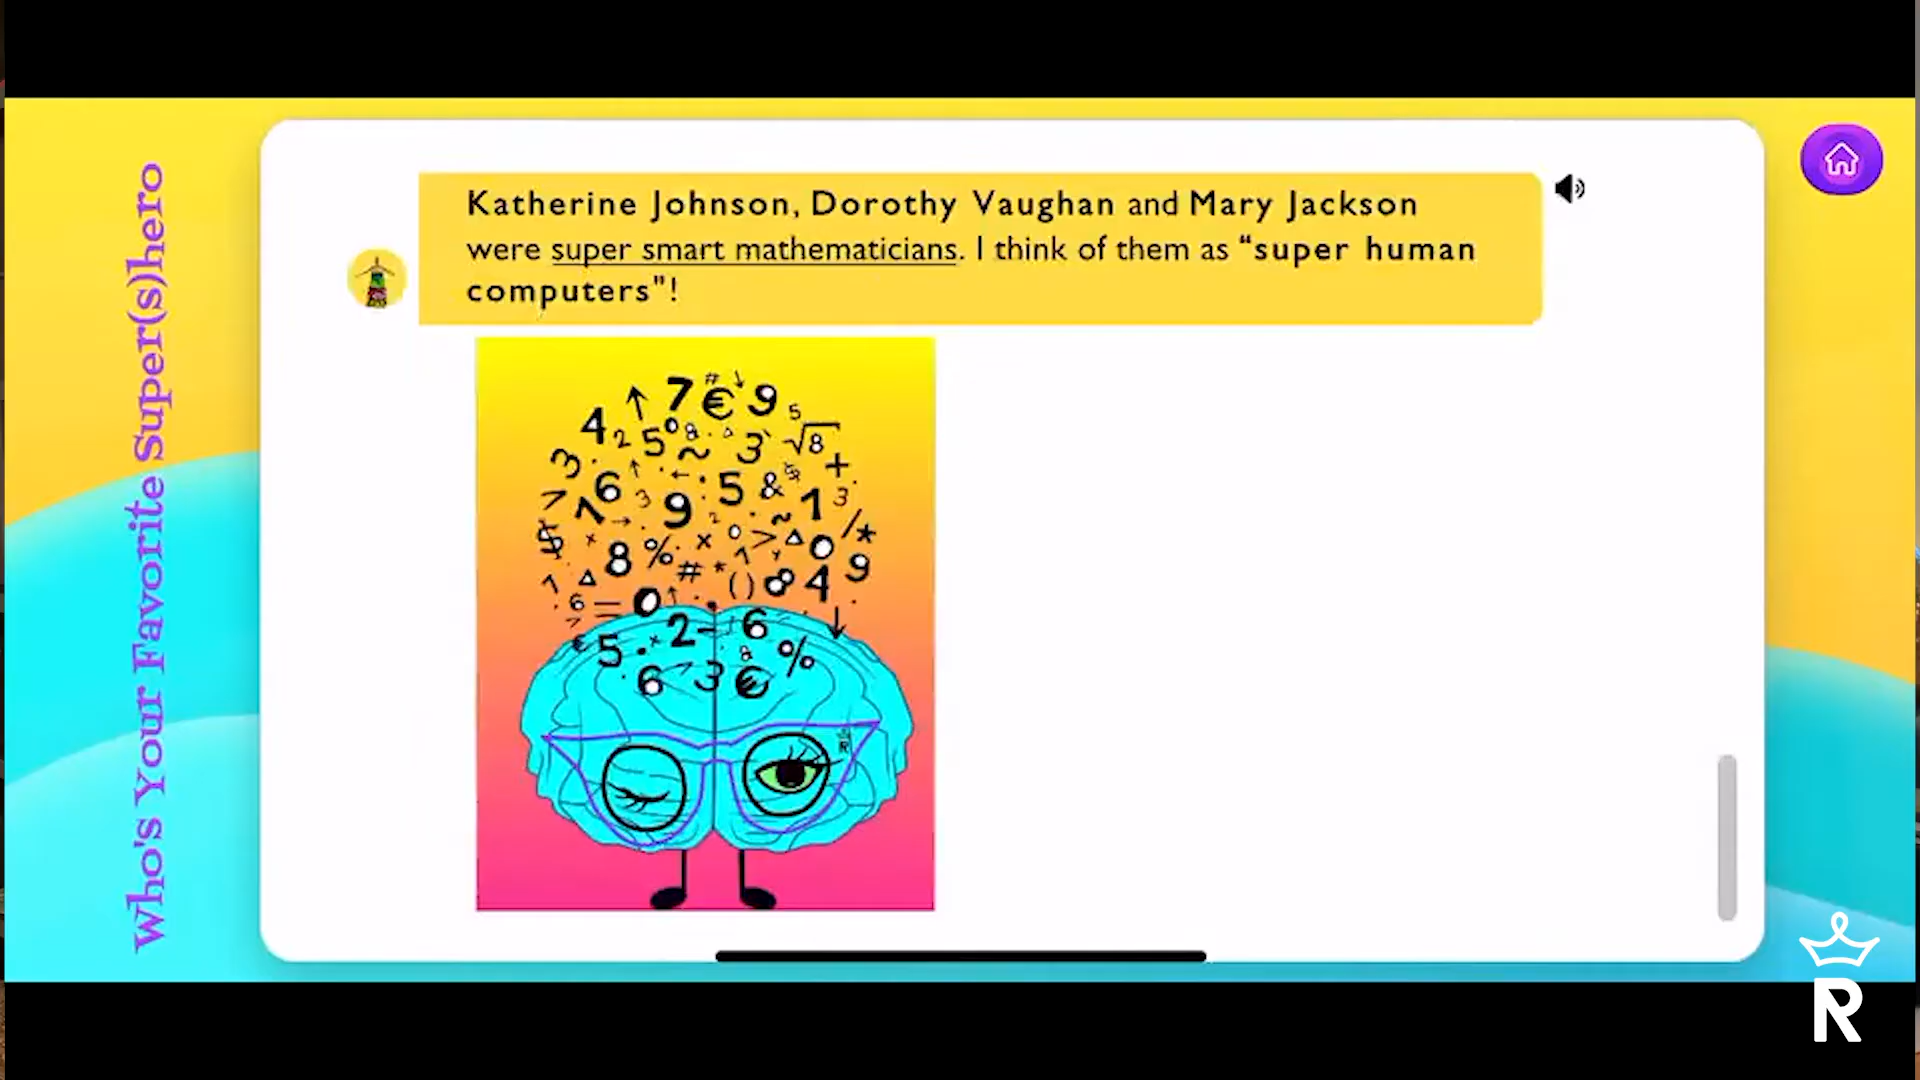 Who's Your Favorite Super(s)hero
Katherine Johnson, Dorothy Vaughan and Mary Jackson
were super smart mathematicians. I think of them as “super human
computers"!
R